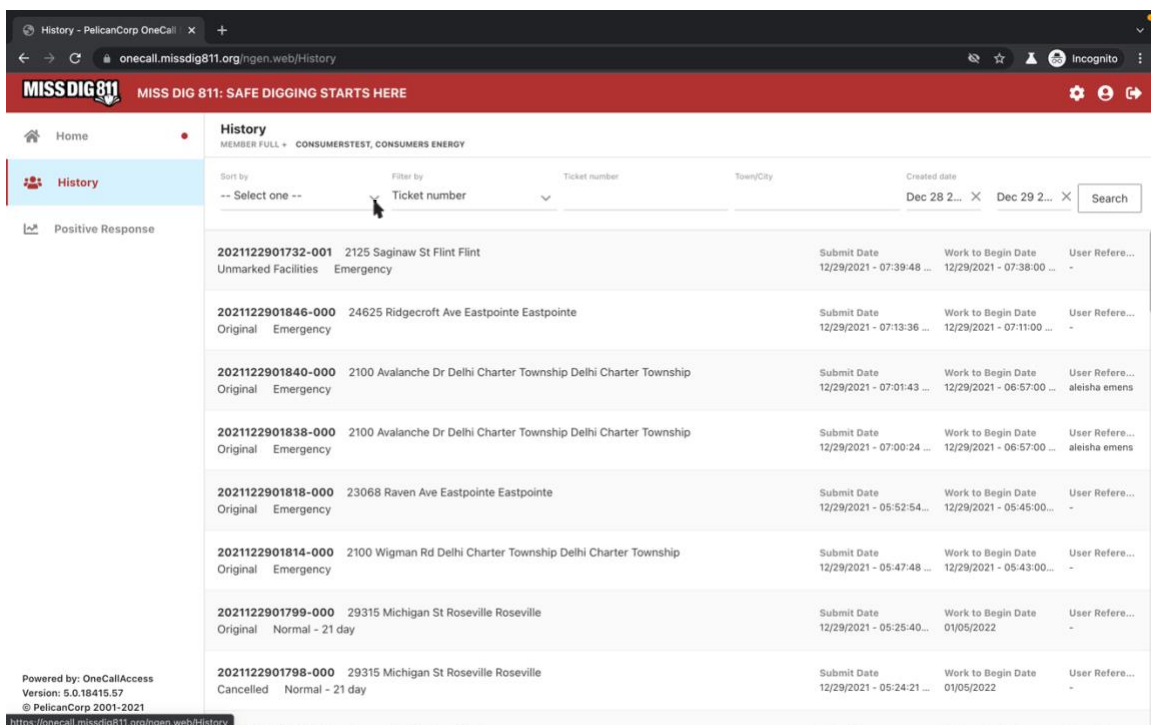 History - PelicanCorp OneCall
onecall.missdig811.org/ngen.web/History
Incognito
MISS DIG 811 MISS DIG 811: SAFE DIGGING STARTS HERE
Home
History
Positive Response
History
MEMBER FULL + CONSUMERSTEST, CONSUMERS ENERGY
Sort by Filter by Ticket number Town/City Created date
-- Select one -- Ticket number Dec 28 2... Dec 29 2... Search
2021122901732-001 2125 Saginaw St Flint Flint Submit Date Work to Begin Date User Refere...
Unmarked Facilities Emergency 12/29/2021 - 07:39:48 ... 12/29/2021 - 07:38:00 ... -
2021122901846-000 24625 Ridgecroft Ave Eastpointe Eastpointe Submit Date Work to Begin Date User Refere...
Original Emergency 12/29/2021 - 07:13:36 ... 12/29/2021 - 07:11:00 ... -
2021122901840-000 2100 Avalanche Dr Delhi Charter Township Delhi Charter Township Submit Date Work to Begin Date User Refere...
Original Emergency 12/29/2021 - 07:01:43 ... 12/29/2021 - 06:57:00 ... aleisha emens
2021122901838-000 2100 Avalanche Dr Delhi Charter Township Delhi Charter Township Submit Date Work to Begin Date User Refere...
Original Emergency 12/29/2021 - 07:00:24 ... 12/29/2021 - 06:57:00 ... aleisha emens
2021122901818-000 23068 Raven Ave Eastpointe Eastpointe Submit Date Work to Begin Date User Refere...
Original Emergency 12/29/2021 - 05:52:54... 12/29/2021 - 05:45:00... -
2021122901814-000 2100 Wigman Rd Delhi Charter Township Delhi Charter Township Submit Date Work to Begin Date User Refere...
Original Emergency 12/29/2021 - 05:47:48 ... 12/29/2021 - 05:43:00... -
2021122901799-000 29315 Michigan St Roseville Roseville Submit Date Work to Begin Date User Refere...
Original Normal - 21 day 12/29/2021 - 05:25:40... 01/05/2022 -
2021122901798-000 29315 Michigan St Roseville Roseville Submit Date Work to Begin Date User Refere...
Cancelled Normal - 21 day 12/29/2021 - 05:24:21 ... 01/05/2022 -
Powered by: OneCallAccess
Version: 5.0.18415.57
© PelicanCorp 2001-2021
https://onecall.missdig811.org/ngen.web/History